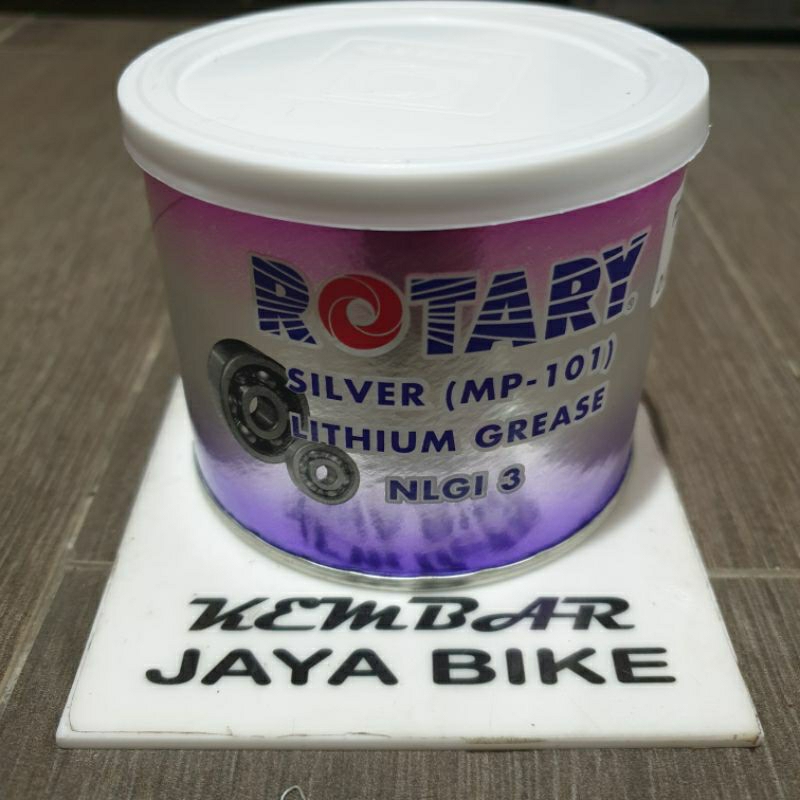 ROTARY®
SILVER (MP-101)
LITHIUM GREASE
NLGI 3
KEMBAR
JAYA BIKE